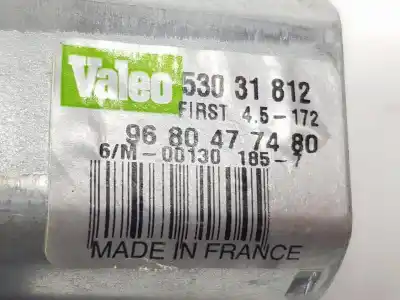 Valeo 530 31 812
FIRST 4.5-172
96 80 47 74 80
6/M-00130 185-7
MADE IN FRANCE